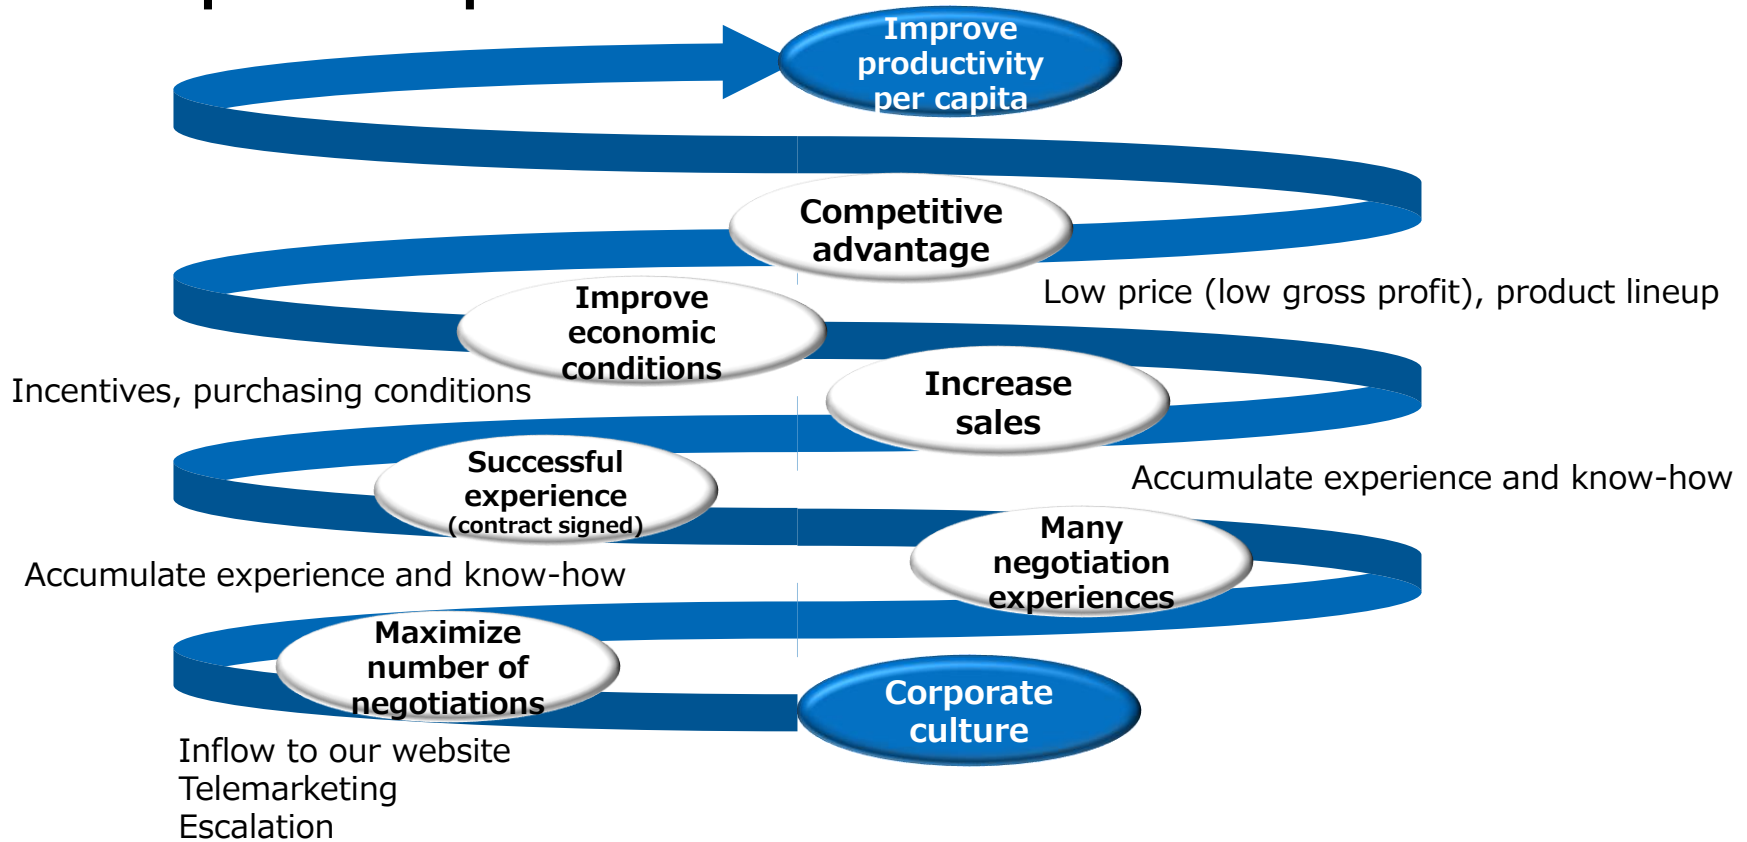 Improve
productivity
per capita
Competitive
advantage
Low price (low gross profit), product lineup
Improve
economic
conditions
Incentives, purchasing conditions
Increase
sales
Accumulate experience and know-how
Successful
experience
(contract signed)
Accumulate experience and know-how
Many
negotiation
experiences
Maximize
number of
negotiations
Inflow to our website
Telemarketing
Escalation
Corporate
culture